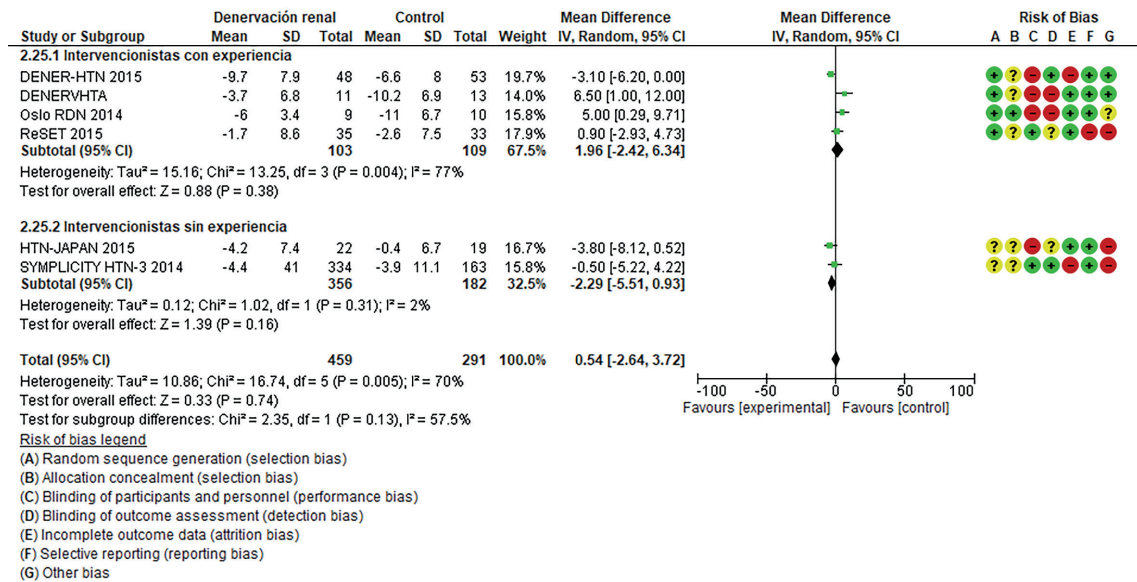 Denervación renal Control Mean Difference Mean Difference Risk of Bias
Study or Subgroup Mean SD Total Mean SD Total Weight IV, Random, 95% CI IV, Random, 95% CI A B C D E F G
2.25.1 Intervencionistas con experiencia
DENER-HTN 2015 -9.7 7.9 48 -6.6 8 53 19.7% -3.10 [-6.20, 0.00] + ? − − − + +
DENERVHTA -3.7 6.8 11 -10.2 6.9 13 14.0% 6.50 [1.00, 12.00] + ? − − + + +
Oslo RDN 2014 -6 3.4 9 -11 6.7 10 15.8% 5.00 [0.29, 9.71] + + − − + + ?
ReSET 2015 -1.7 8.6 35 -2.6 7.5 33 17.9% 0.90 [-2.93, 4.73] + ? + ? + − −
Subtotal (95% CI) 103 109 67.5% 1.96 [-2.42, 6.34]
Heterogeneity: Tau² = 15.16; Chi² = 13.25, df = 3 (P = 0.004); I² = 77%
Test for overall effect: Z = 0.88 (P = 0.38)
2.25.2 Intervencionistas sin experiencia
HTN-JAPAN 2015 -4.2 7.4 22 -0.4 6.7 19 16.7% -3.80 [-8.12, 0.52] ? ? − ? + + −
SYMPLICITY HTN-3 2014 -4.4 41 334 -3.9 11.1 163 15.8% -0.50 [-5.22, 4.22] ? ? + + − + −
Subtotal (95% CI) 356 182 32.5% -2.29 [-5.51, 0.93]
Heterogeneity: Tau² = 0.12; Chi² = 1.02, df = 1 (P = 0.31); I² = 2%
Test for overall effect: Z = 1.39 (P = 0.16)
Total (95% CI) 459 291 100.0% 0.54 [-2.64, 3.72]
Heterogeneity: Tau² = 10.86; Chi² = 16.74, df = 5 (P = 0.005); I² = 70%
Test for overall effect: Z = 0.33 (P = 0.74)
Test for subgroup differences: Chi² = 2.35, df = 1 (P = 0.13), I² = 57.5%
-100 -50 0 50 100
Favours [experimental] Favours [control]
Risk of bias legend
(A) Random sequence generation (selection bias)
(B) Allocation concealment (selection bias)
(C) Blinding of participants and personnel (performance bias)
(D) Blinding of outcome assessment (detection bias)
(E) Incomplete outcome data (attrition bias)
(F) Selective reporting (reporting bias)
(G) Other bias